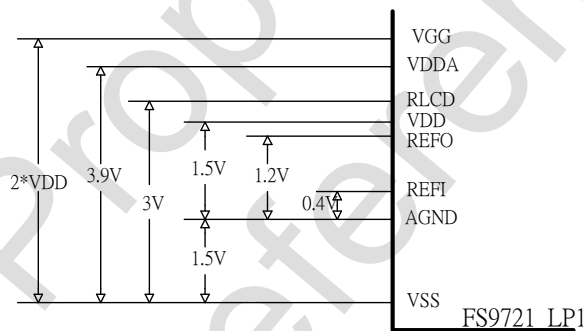 VGG
VDDA
RLCD
VDD
REFO
2*VDD
3.9V
3V
1.5V
1.2V
0.4V
REFI
AGND
1.5V
VSS
FS9721_LP1